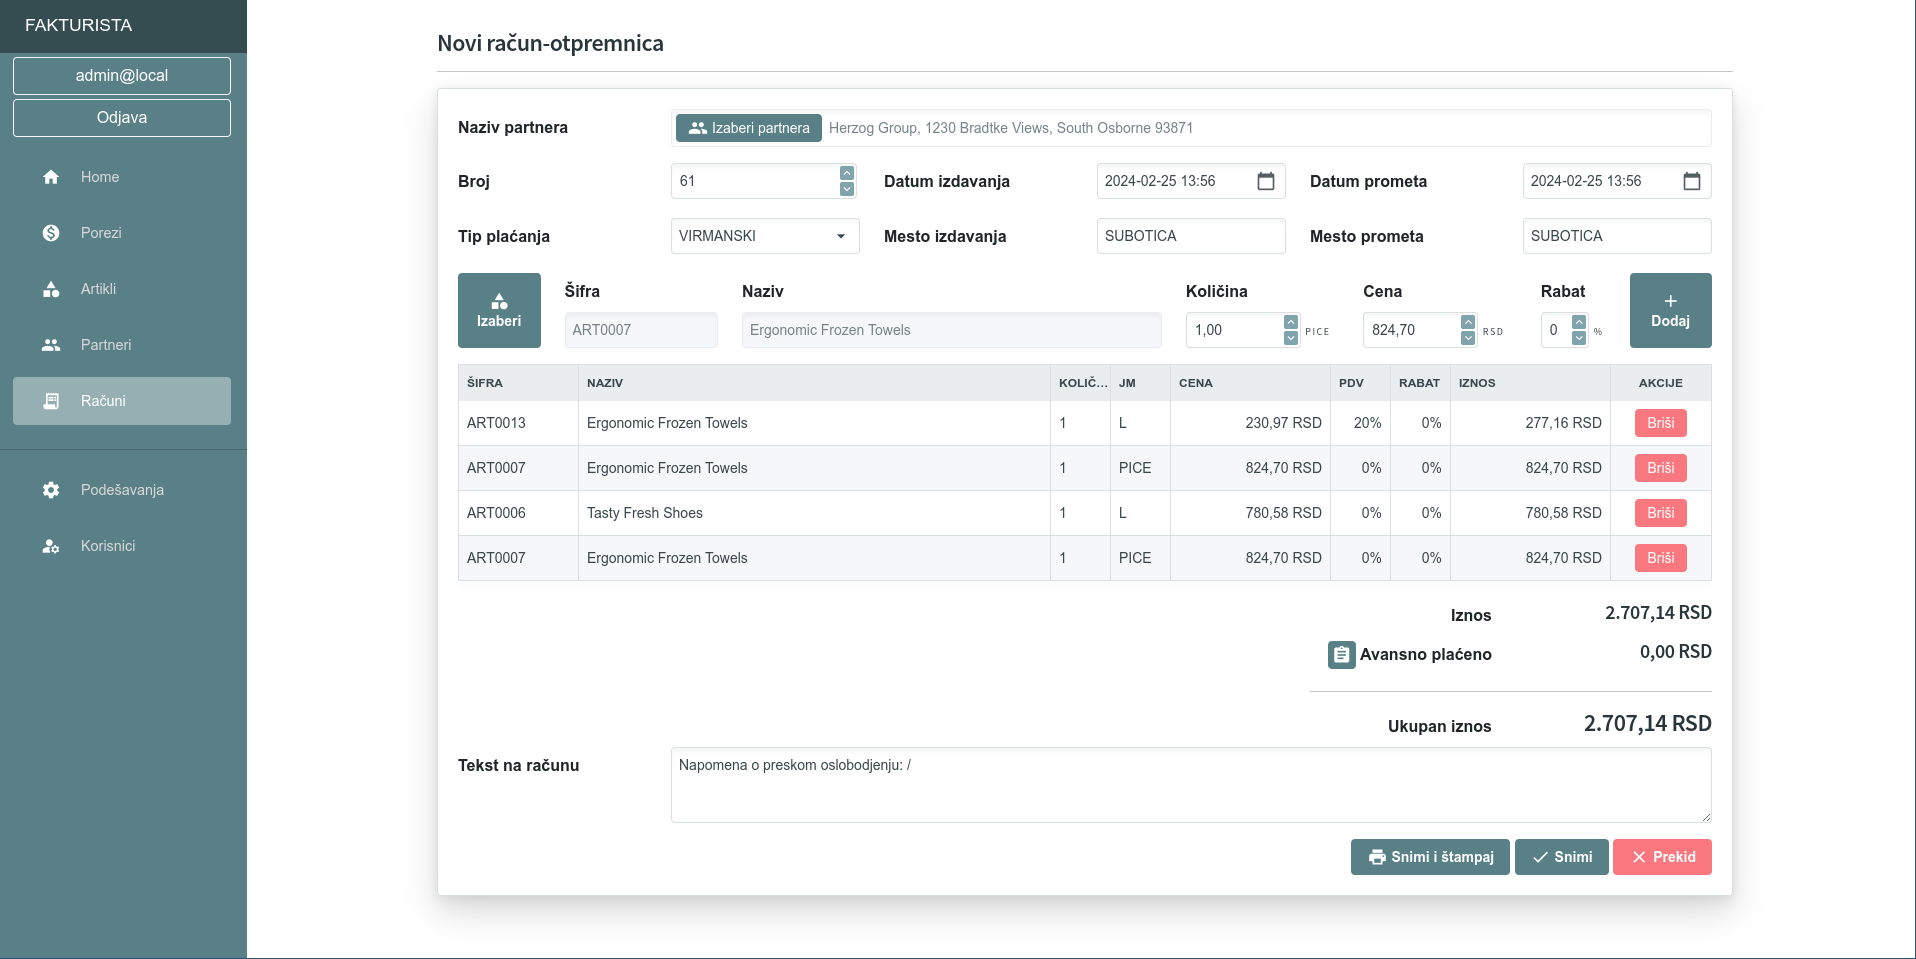 FAKTURISTA
admin@local
Odjava
Home
Porezi
Artikli
Partneri
Računi
Podešavanja
Korisnici
Novi račun-otpremnica
Naziv partnera Izaberi partnera Herzog Group, 1230 Bradtke Views, South Osborne 93871
Broj 61 Datum izdavanja 2024-02-25 13:56 Datum prometa 2024-02-25 13:56
Tip plaćanja VIRMANSKI Mesto izdavanja SUBOTICA Mesto prometa SUBOTICA
Izaberi Šifra Naziv Količina Cena Rabat
ART0007 Ergonomic Frozen Towels 1,00 PICE 824,70 RSD 0 % Dodaj
ŠIFRA NAZIV KOLIČ... JM CENA PDV RABAT IZNOS AKCIJE
ART0013 Ergonomic Frozen Towels 1 L 230,97 RSD 20% 0% 277,16 RSD Briši
ART0007 Ergonomic Frozen Towels 1 PICE 824,70 RSD 0% 0% 824,70 RSD Briši
ART0006 Tasty Fresh Shoes 1 L 780,58 RSD 0% 0% 780,58 RSD Briši
ART0007 Ergonomic Frozen Towels 1 PICE 824,70 RSD 0% 0% 824,70 RSD Briši
Iznos 2.707,14 RSD
Avansno plaćeno 0,00 RSD
Ukupan iznos 2.707,14 RSD
Tekst na računu Napomena o preskom oslobodjenju: /
Snimi i štampaj Snimi Prekid